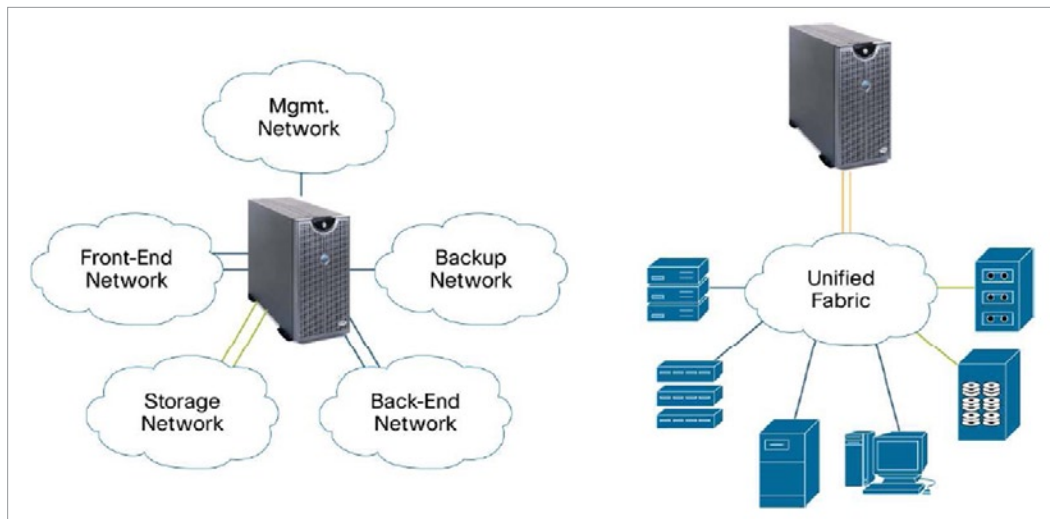 Mgmt.
Network
Front-End
Network
Backup
Network
Storage
Network
Back-End
Network
Unified
Fabric